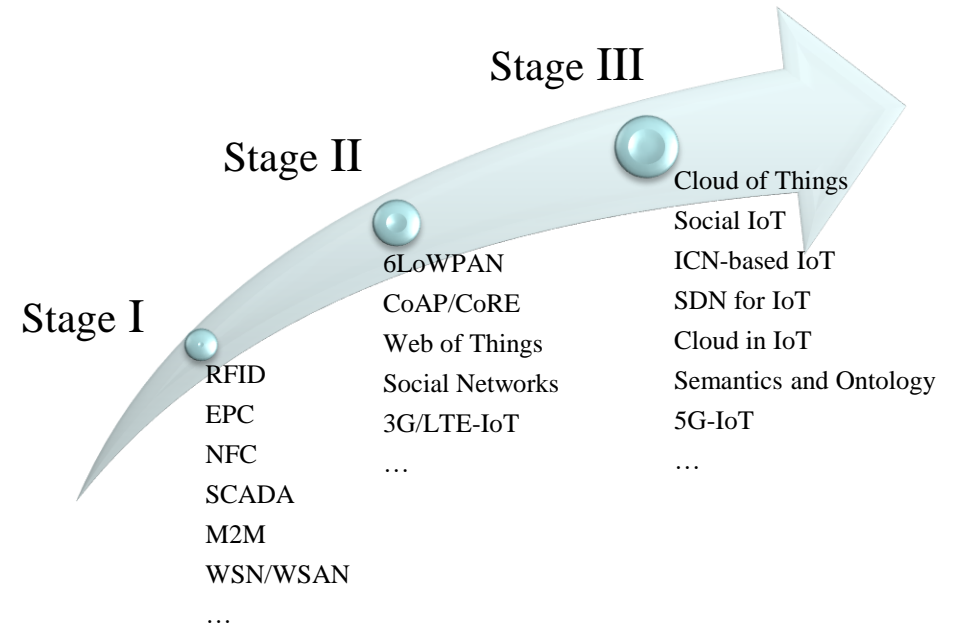 Stage III
Stage II
Stage I
Cloud of Things
Social IoT
ICN-based IoT
SDN for IoT
Cloud in IoT
Semantics and Ontology
5G-IoT
…
6LoWPAN
CoAP/CoRE
Web of Things
Social Networks
3G/LTE-IoT
…
RFID
EPC
NFC
SCADA
M2M
WSN/WSAN
…